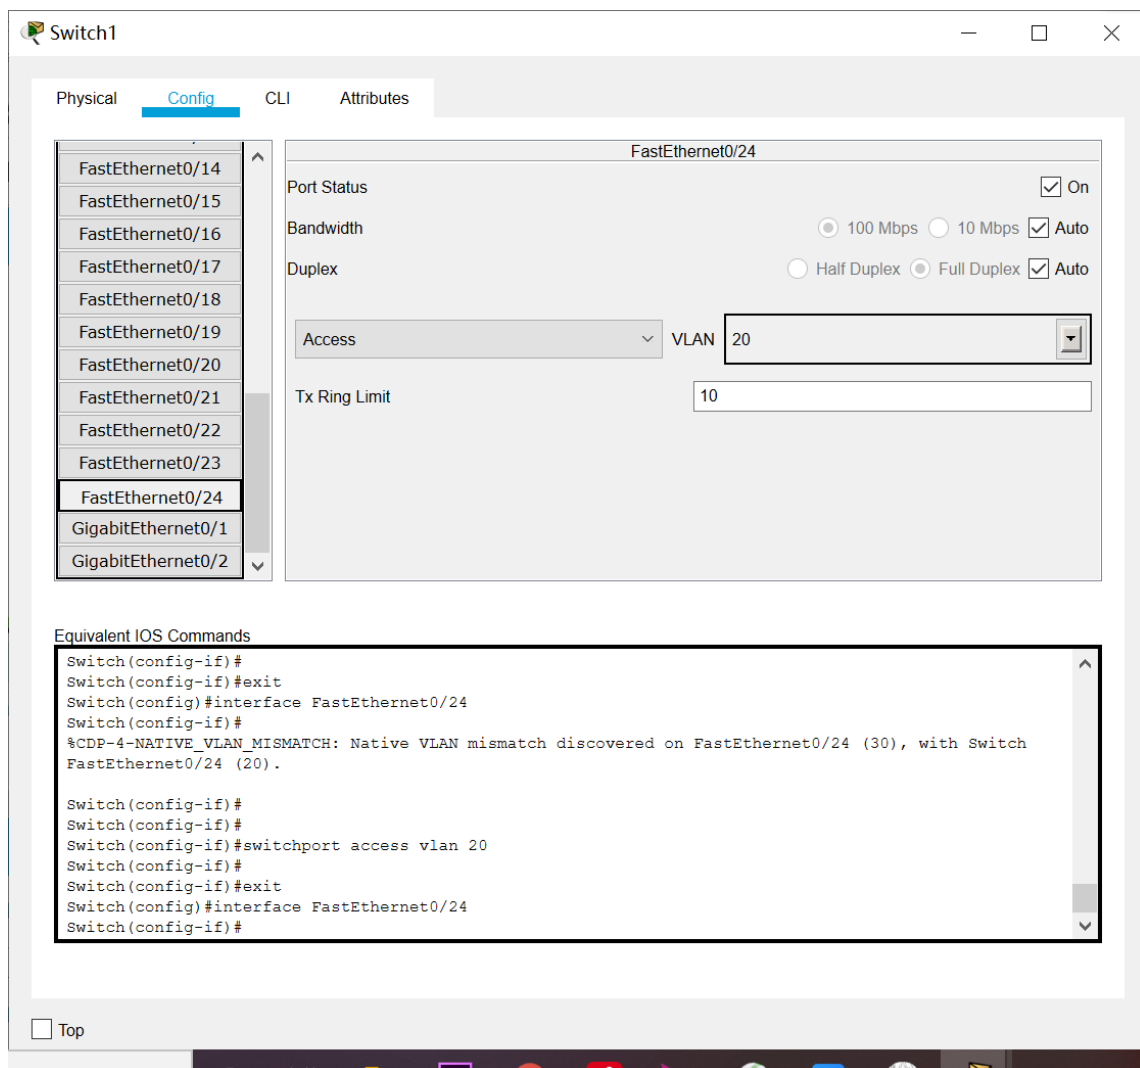 Switch1
Physical Config CLI Attributes
FastEthernet0/14
FastEthernet0/15
FastEthernet0/16
FastEthernet0/17
FastEthernet0/18
FastEthernet0/19
FastEthernet0/20
FastEthernet0/21
FastEthernet0/22
FastEthernet0/23
FastEthernet0/24
GigabitEthernet0/1
GigabitEthernet0/2
FastEthernet0/24
Port Status On
Bandwidth 100 Mbps 10 Mbps Auto
Duplex Half Duplex Full Duplex Auto
Access VLAN 20
Tx Ring Limit 10
Equivalent IOS Commands
Switch(config-if)#
Switch(config-if)#exit
Switch(config)#interface FastEthernet0/24
Switch(config-if)#
%CDP-4-NATIVE_VLAN_MISMATCH: Native VLAN mismatch discovered on FastEthernet0/24 (30), with Switch
FastEthernet0/24 (20).
Switch(config-if)#
Switch(config-if)#
Switch(config-if)#switchport access vlan 20
Switch(config-if)#
Switch(config-if)#exit
Switch(config)#interface FastEthernet0/24
Switch(config-if)#
Top